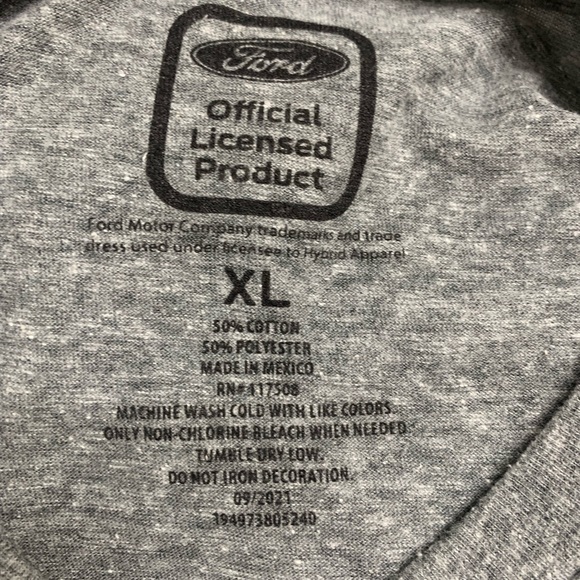 Ford
Official
Licensed
Product
Ford Motor Company trademarks and trade
dress used under licensee to Hybrid Apparel
XL
50% COTTON
50% POLYESTER
MADE IN MEXICO
RN# 117508
MACHINE WASH COLD WITH LIKE COLORS.
ONLY NON-CHLORINE BLEACH WHEN NEEDED.
TUMBLE DRY LOW.
DO NOT IRON DECORATION.
09/2021
194973805240